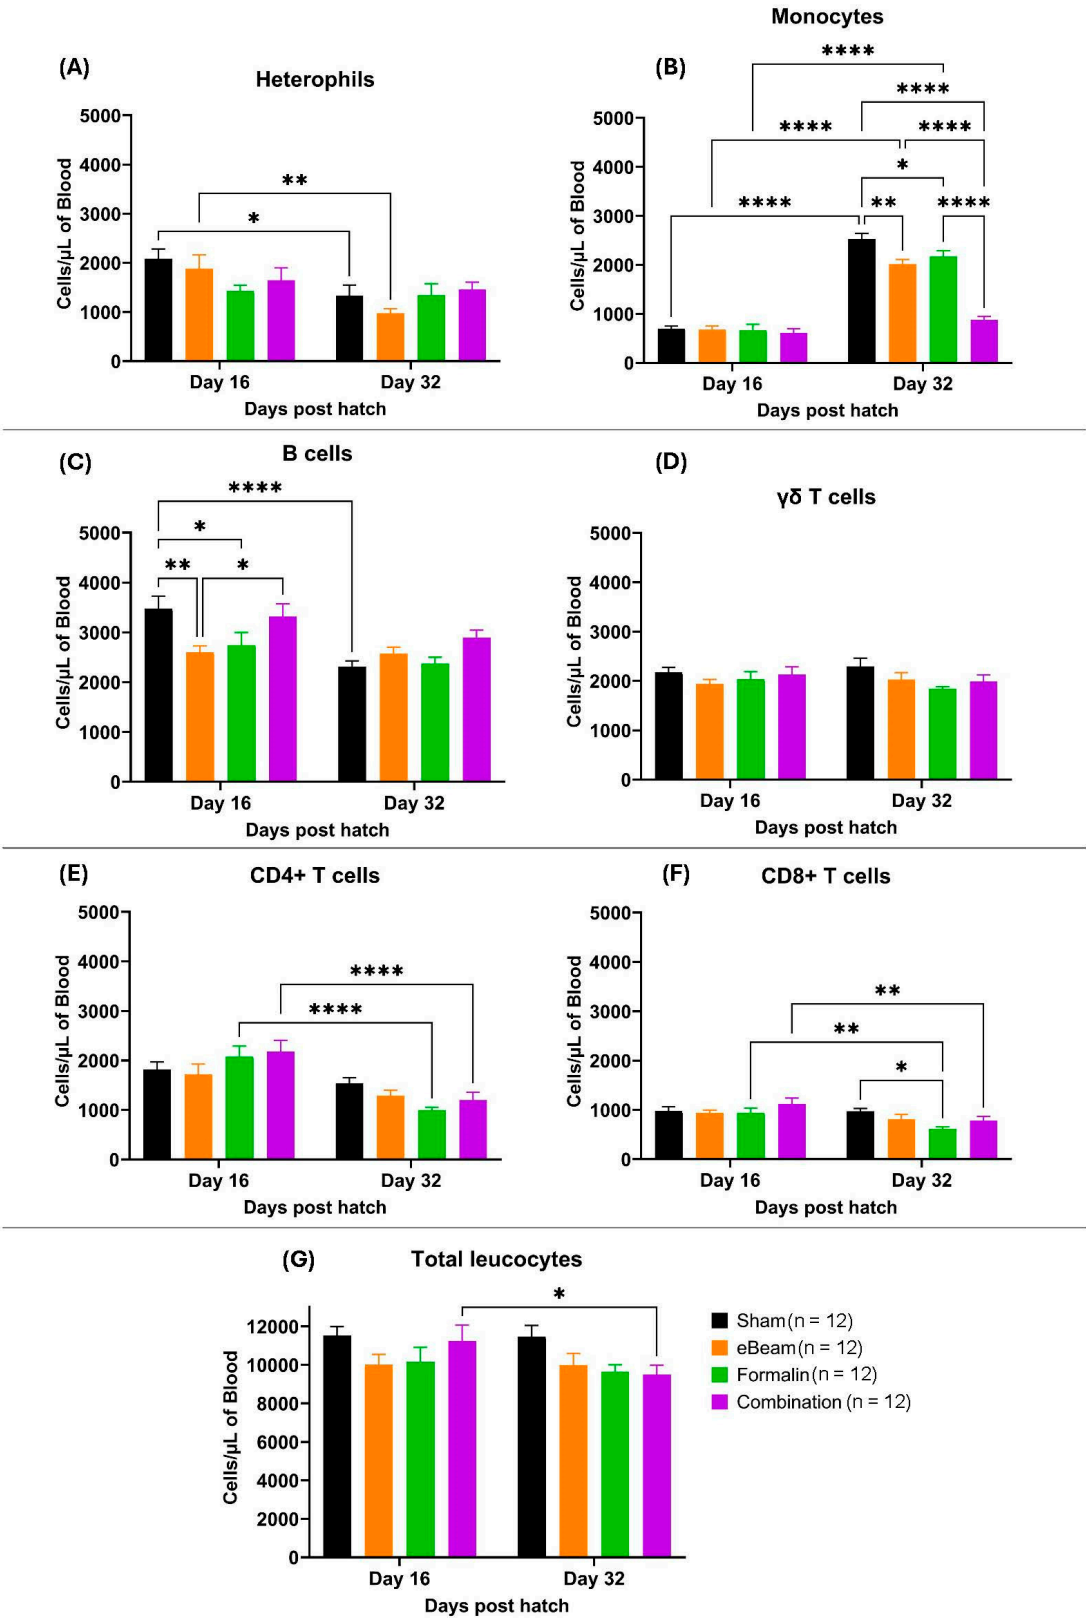 (A)
Heterophils
**
*
Cells/µL of Blood
5000
4000
3000
2000
1000
0
Day 16
Day 32
Days post hatch
(B)
Monocytes
****
****
****
****
*
****
**
****
Cells/µL of Blood
5000
4000
3000
2000
1000
0
Day 16
Day 32
Days post hatch
(C)
B cells
****
*
**
*
Cells/µL of Blood
5000
4000
3000
2000
1000
0
Day 16
Day 32
Days post hatch
(D)
γδ T cells
Cells/µL of Blood
5000
4000
3000
2000
1000
0
Day 16
Day 32
Days post hatch
(E)
CD4+ T cells
****
****
Cells/µL of Blood
5000
4000
3000
2000
1000
0
Day 16
Day 32
Days post hatch
(F)
CD8+ T cells
**
**
*
Cells/µL of Blood
5000
4000
3000
2000
1000
0
Day 16
Day 32
Days post hatch
(G)
Total leucocytes
*
Cells/µL of Blood
12000
10000
8000
6000
4000
2000
0
Day 16
Day 32
Days post hatch
Sham (n = 12)
eBeam (n = 12)
Formalin (n = 12)
Combination (n = 12)